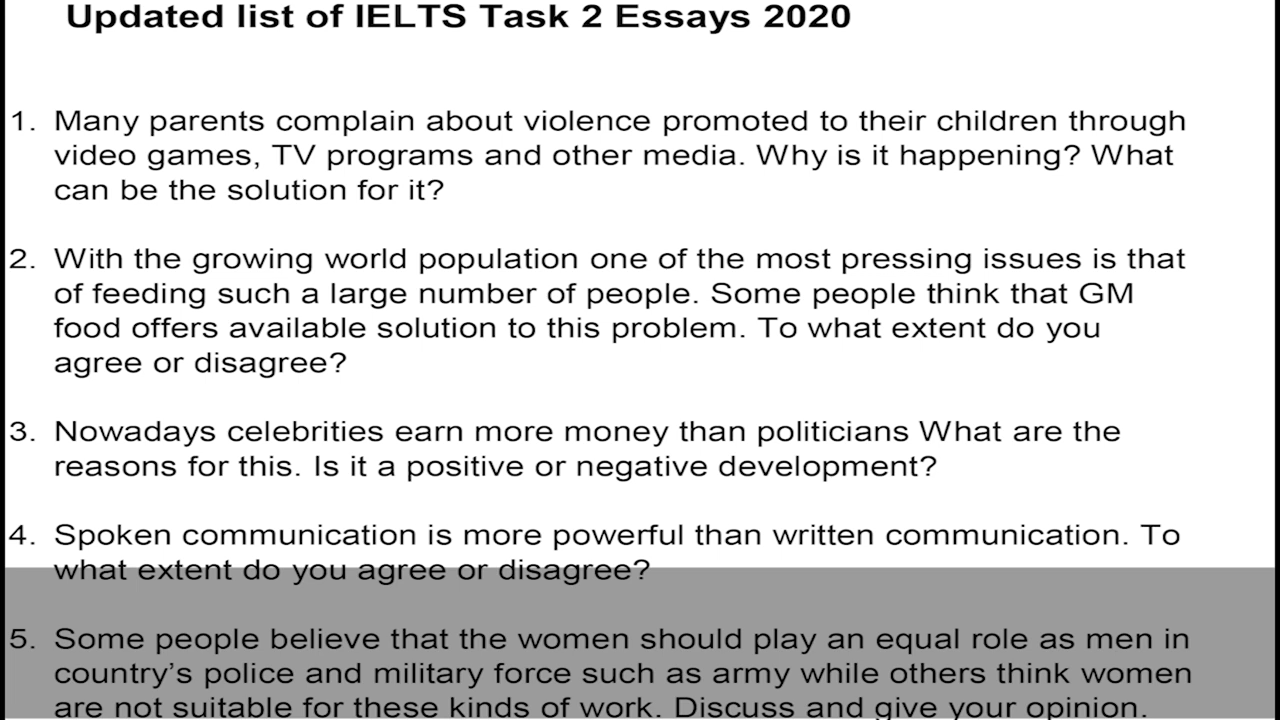 Updated list of IELTS Task 2 Essays 2020
1. Many parents complain about violence promoted to their children through
video games, TV programs and other media. Why is it happening? What
can be the solution for it?
2. With the growing world population one of the most pressing issues is that
of feeding such a large number of people. Some people think that GM
food offers available solution to this problem. To what extent do you
agree or disagree?
3. Nowadays celebrities earn more money than politicians What are the
reasons for this. Is it a positive or negative development?
4. Spoken communication is more powerful than written communication. To
what extent do you agree or disagree?
5. Some people believe that the women should play an equal role as men in
country’s police and military force such as army while others think women
are not suitable for these kinds of work. Discuss and give your opinion.